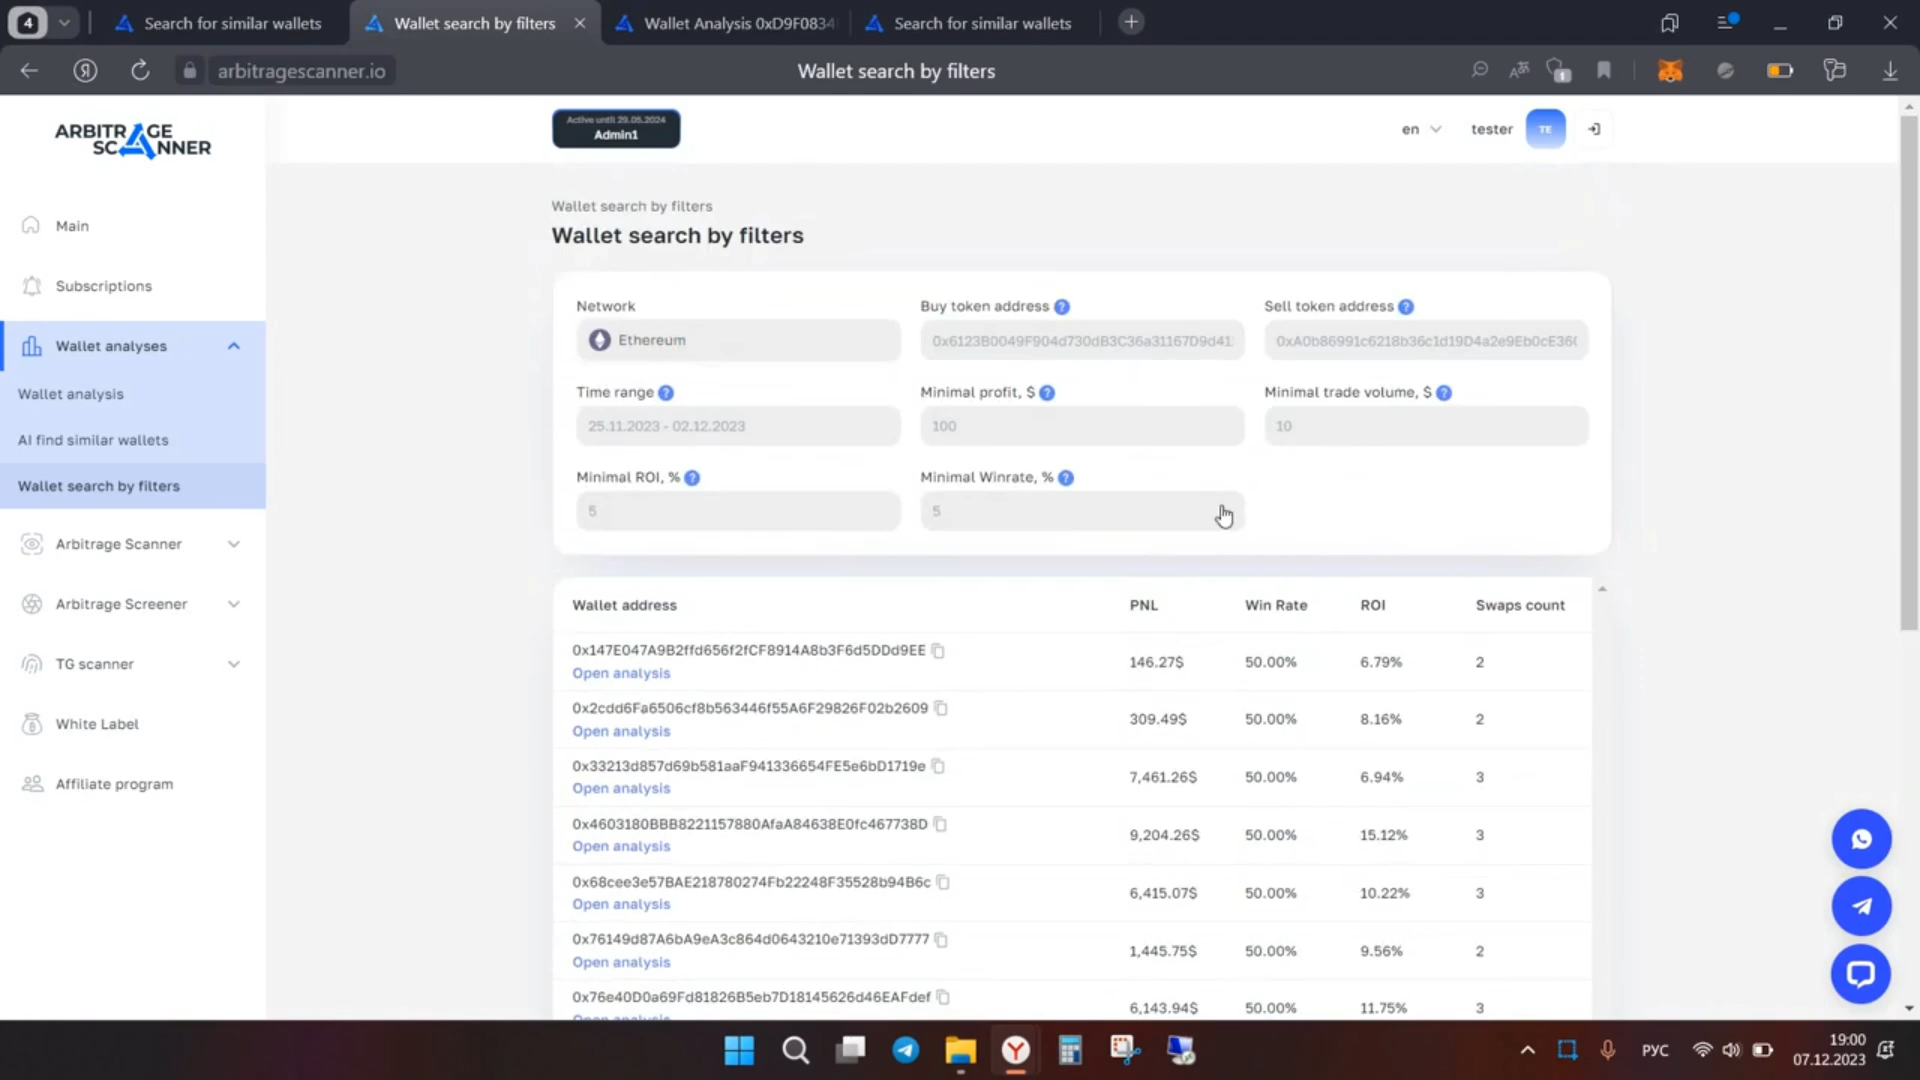 4
Search for similar wallets
Wallet search by filters
Wallet Analysis 0xD9F0834
Search for similar wallets
arbitragescanner.io
Wallet search by filters
ARBITRAGE
SCANNER
Active until 29.05.2024
Admin1
en
tester
TE
Main
Subscriptions
Wallet analyses
Wallet analysis
AI find similar wallets
Wallet search by filters
Arbitrage Scanner
Arbitrage Screener
TG scanner
White Label
Affiliate program
Wallet search by filters
Wallet search by filters
Network
Buy token address ?
Sell token address ?
Ethereum
0x6123B0049F904d730dB3C36a31167D9d41
0xA0b86991c6218b36c1d19D4a2e9Eb0cE36
Time range ?
Minimal profit, $ ?
Minimal trade volume, $ ?
25.11.2023 - 02.12.2023
100
10
Minimal ROI, % ?
Minimal Winrate, % ?
5
5
Wallet address PNL Win Rate ROI Swaps count
0x147E047A9B2ffd656f2fCF8914A8b3F6d5DDd9EE
Open analysis
146.27$ 50.00% 6.79% 2
0x2cdd6Fa6506cf8b563446f55A6F29826F02b2609
Open analysis
309.49$ 50.00% 8.16% 2
0x33213d857d69b581aaF941336654FE5e6bD1719e
Open analysis
7,461.26$ 50.00% 6.94% 3
0x4603180BBB8221157880AfaA84638E0fc467738D
Open analysis
9,204.26$ 50.00% 15.12% 3
0x68cee3e57BAE218780274Fb22248F35528b94B6c
Open analysis
6,415.07$ 50.00% 10.22% 3
0x76149d87A6bA9eA3c864d0643210e71393dD7777
Open analysis
1,445.75$ 50.00% 9.56% 2
0x76e40D0a69Fd81826B5eb7D18145626d46EAFdef
6,143.94$ 50.00% 11.75% 3
РУС
19:00
07.12.2023